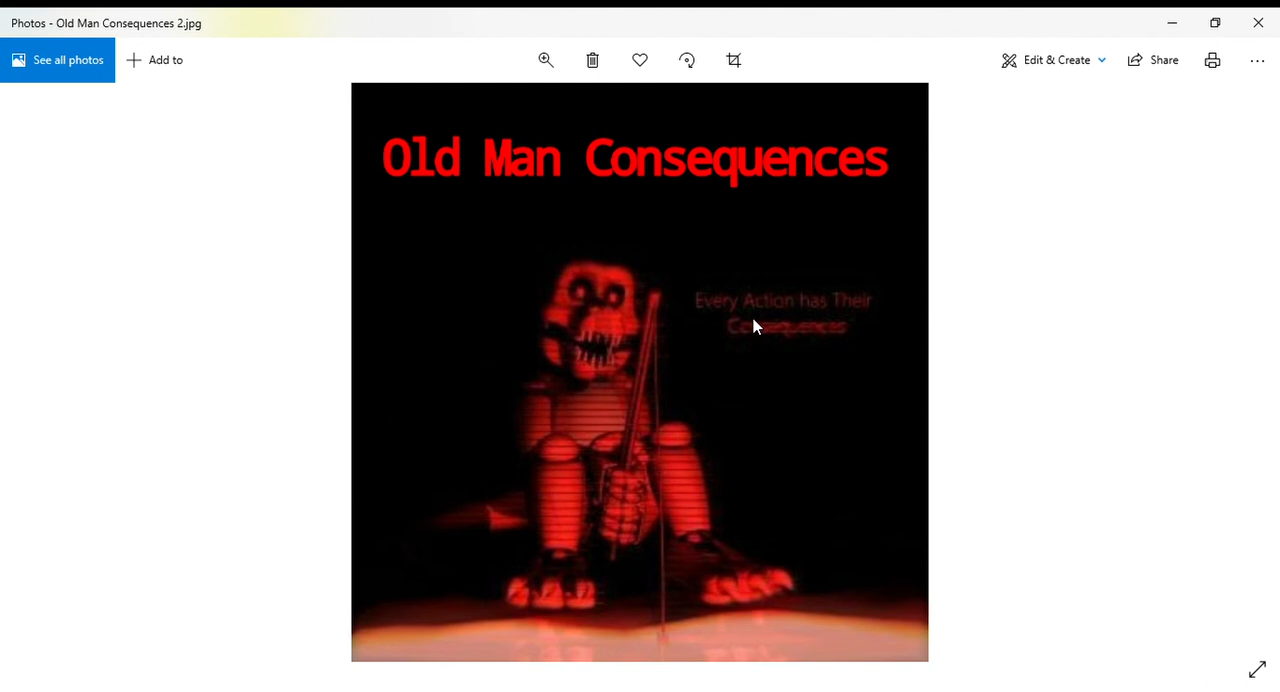 Photos - Old Man Consequences 2.jpg
See all photos
Add to
Edit & Create
Share
Old Man Consequences
Every Action has Their
Consequences